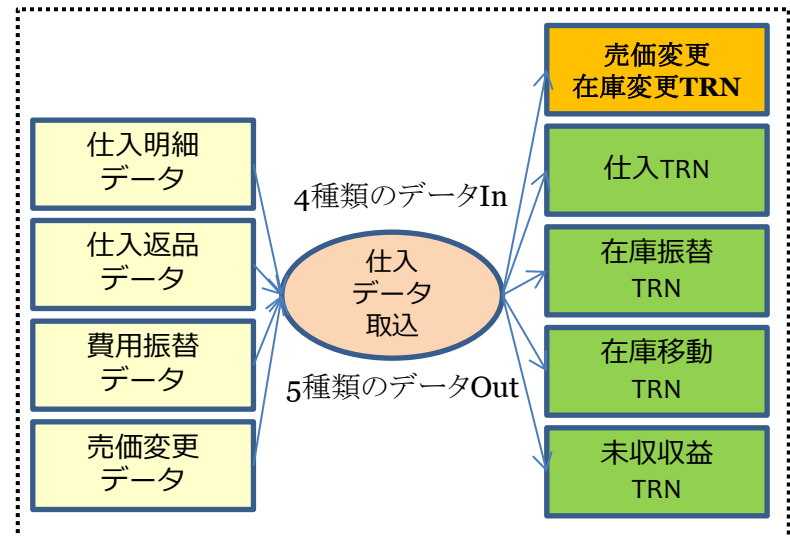 仕入明細
データ
仕入返品
データ
費用振替
データ
売価変更
データ
4種類のデータIn
仕入
データ
取込
5種類のデータOut
売価変更
在庫変更TRN
仕入TRN
在庫振替
TRN
在庫移動
TRN
未収収益
TRN